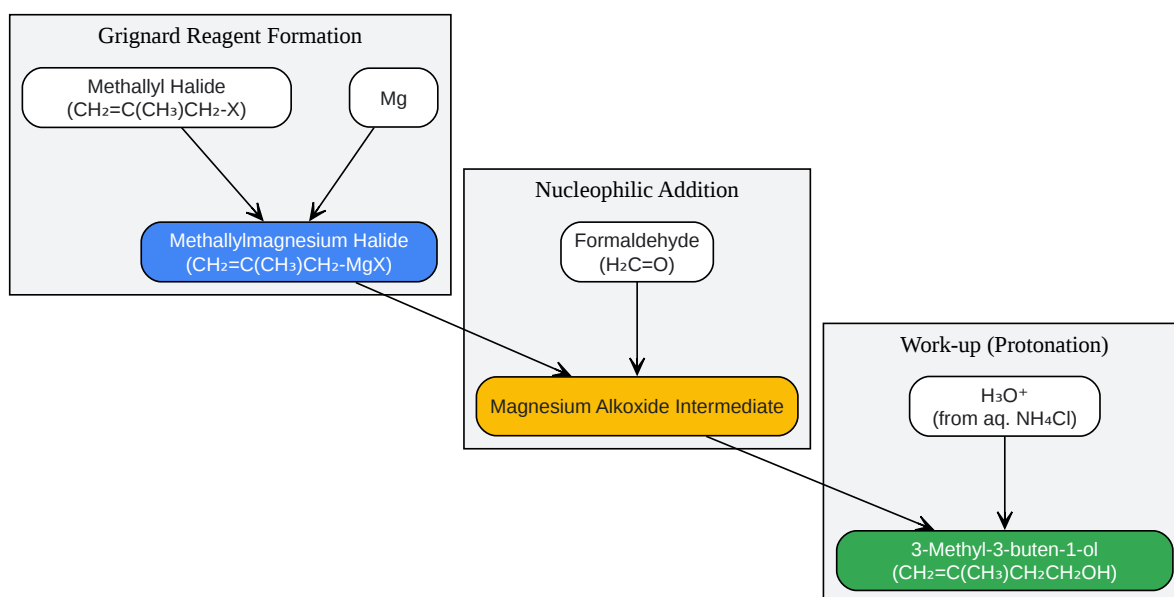 Grignard Reagent Formation
Methallyl Halide
(CH₂=C(CH₃)CH₂-X)
Mg
Methallylmagnesium Halide
(CH₂=C(CH₃)CH₂-MgX)
Nucleophilic Addition
Formaldehyde
(H₂C=O)
Magnesium Alkoxide Intermediate
Work-up (Protonation)
H₃O⁺
(from aq. NH₄Cl)
3-Methyl-3-buten-1-ol
(CH₂=C(CH₃)CH₂CH₂OH)